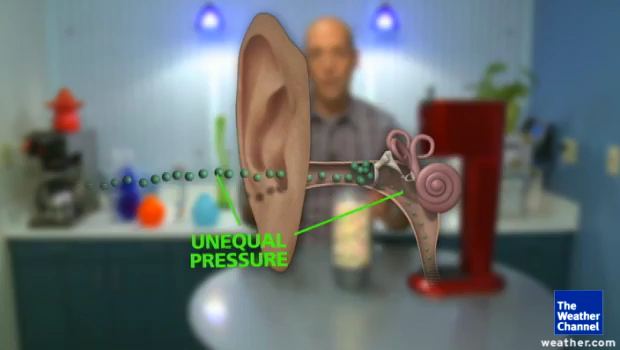 UNEQUAL
PRESSURE
The
Weather
Channel
weather.com